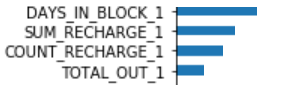 DAYS_IN_BLOCK_1
SUM_RECHARGE_1
COUNT_RECHARGE_1
TOTAL_OUT_1